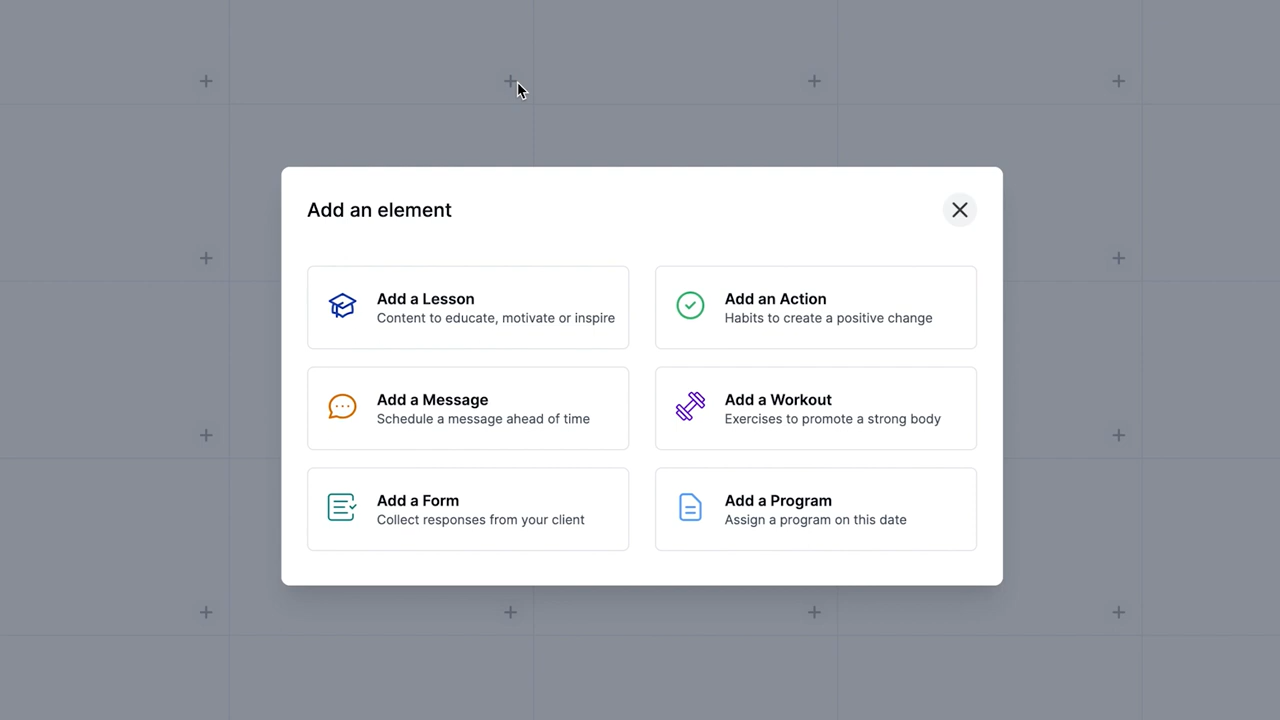 Add an element
Add a Lesson
Content to educate, motivate or inspire
Add an Action
Habits to create a positive change
Add a Message
Schedule a message ahead of time
Add a Workout
Exercises to promote a strong body
Add a Form
Collect responses from your client
Add a Program
Assign a program on this date